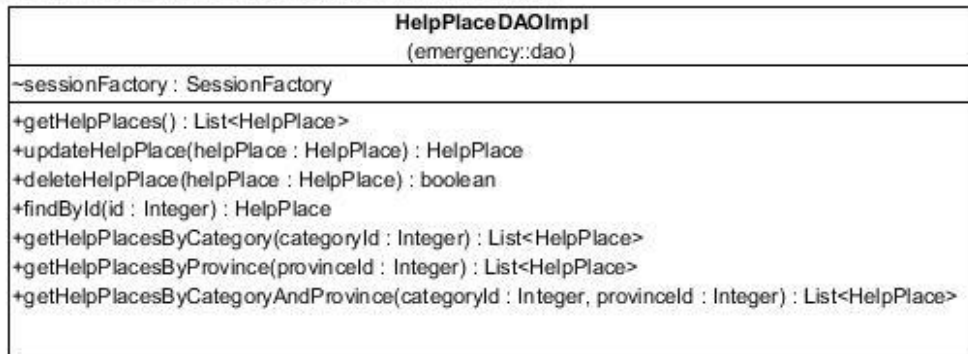 HelpPlaceDAOImpl
(emergency::dao)
~sessionFactory : SessionFactory
+getHelpPlaces() : List<HelpPlace>
+updateHelpPlace(helpPlace : HelpPlace) : HelpPlace
+deleteHelpPlace(helpPlace : HelpPlace) : boolean
+findById(id : Integer) : HelpPlace
+getHelpPlacesByCategory(categoryId : Integer) : List<HelpPlace>
+getHelpPlacesByProvince(provinceId : Integer) : List<HelpPlace>
+getHelpPlacesByCategoryAndProvince(categoryId : Integer, provinceId : Integer) : List<HelpPlace>